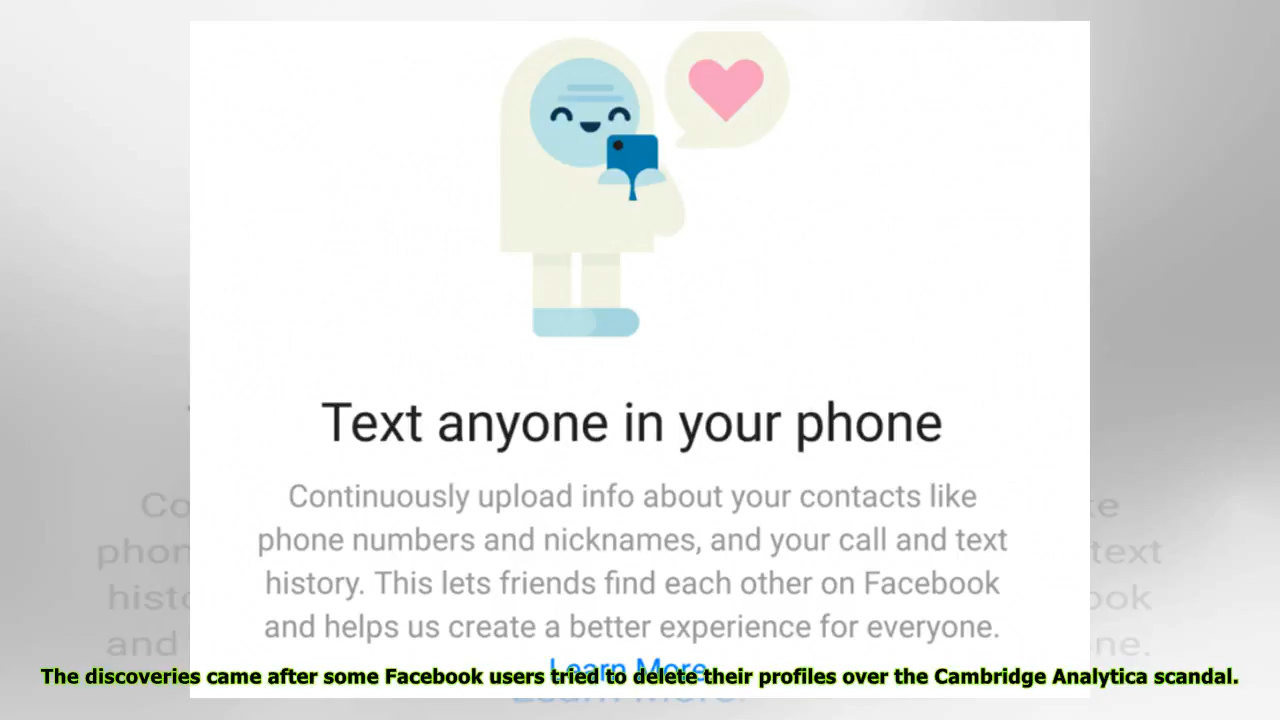 Text anyone in your phone
Continuously upload info about your contacts like
phone numbers and nicknames, and your call and text
history. This lets friends find each other on Facebook
and helps us create a better experience for everyone.
Learn More.
The discoveries came after some Facebook users tried to delete their profiles over the Cambridge Analytica scandal.